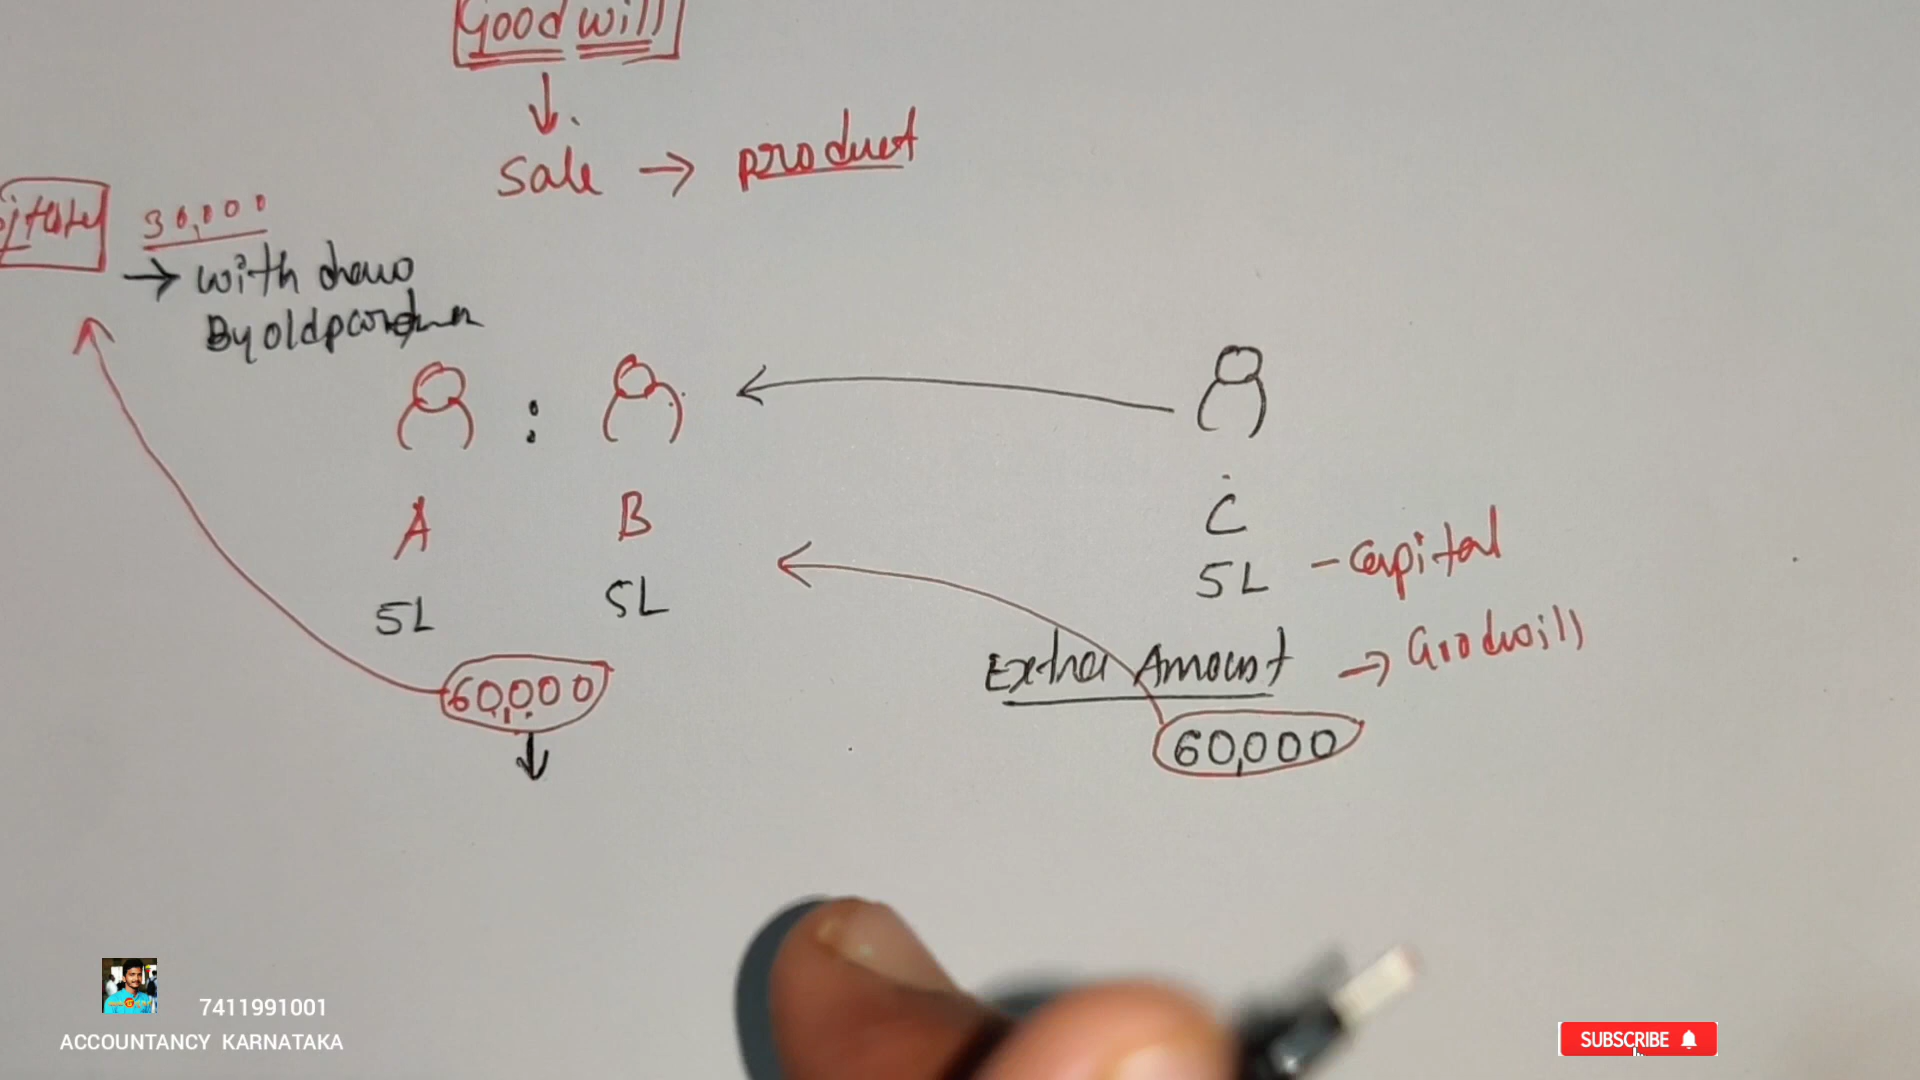 Goodwill
sale → product
30,000
→ with draw
By old partner
A : B
C
5L 5L
5L - Capital
Extra Amount → Goodwill
60,000
60,000
7411991001
ACCOUNTANCY KARNATAKA
SUBSCRIBE